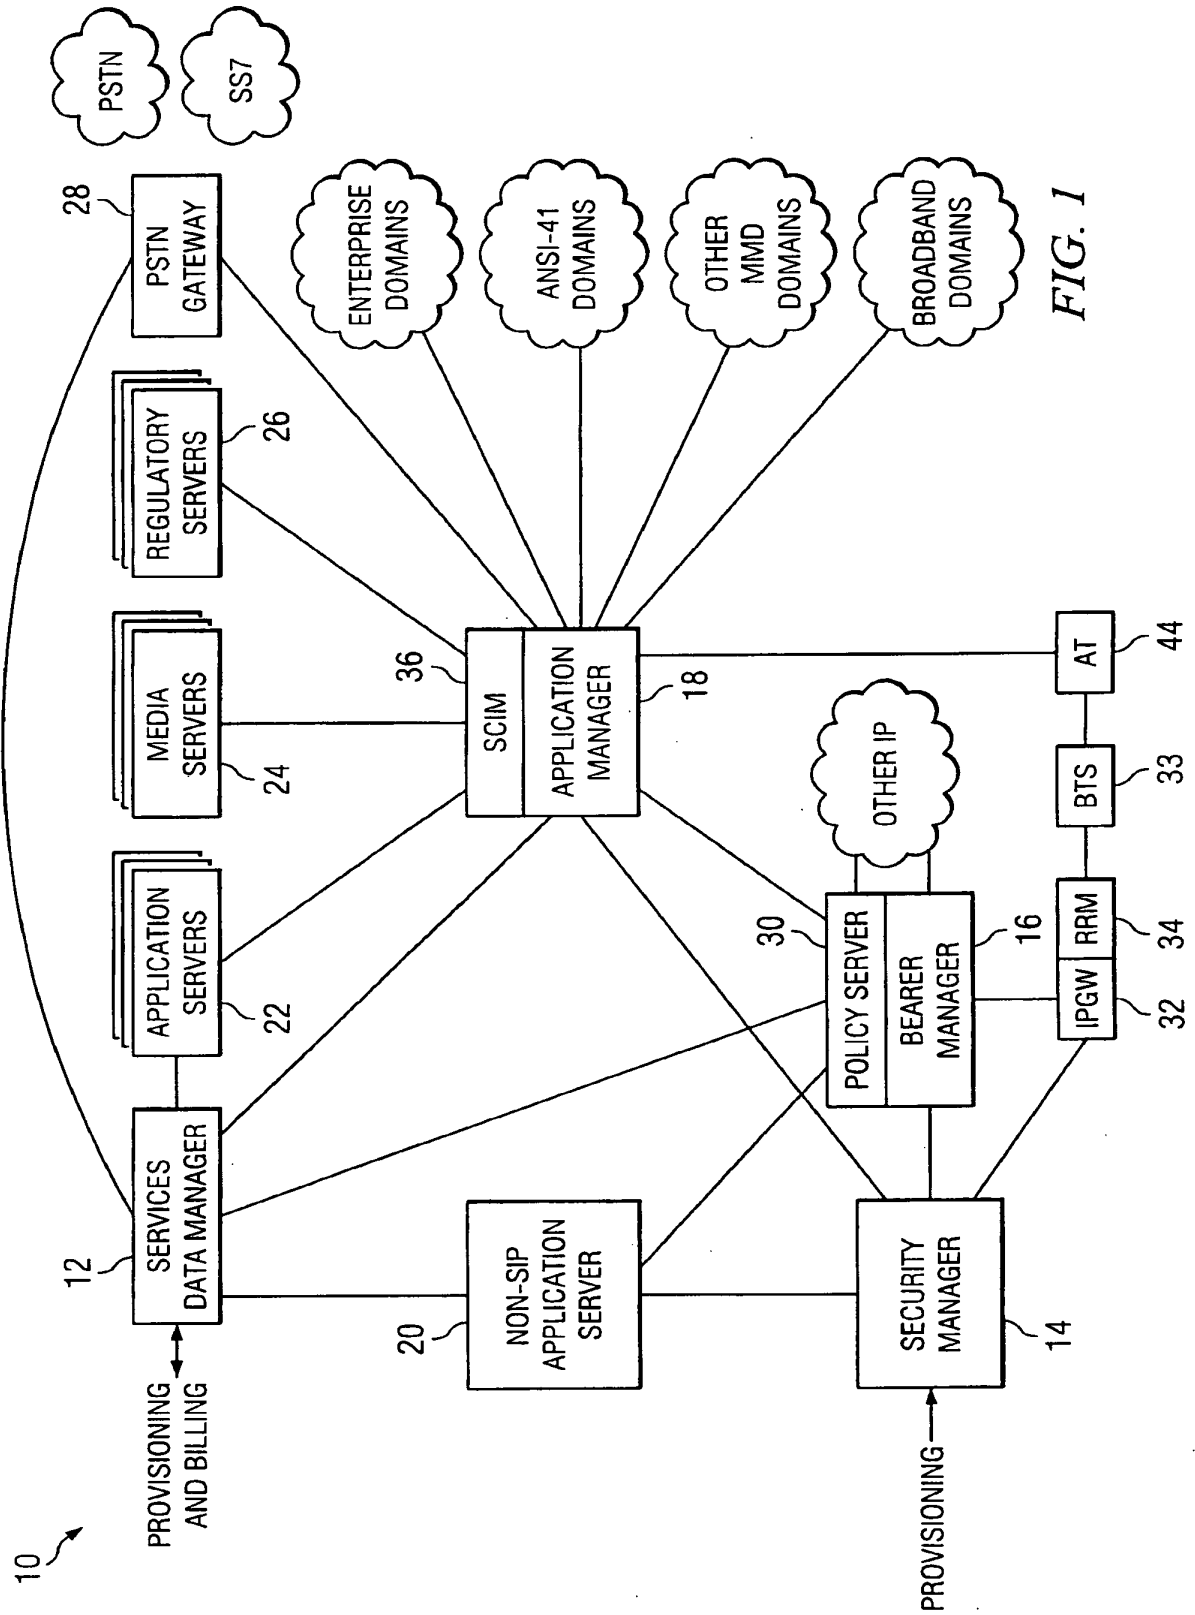 10
PROVISIONING
AND BILLING
12
SERVICES
DATA MANAGER
APPLICATION
SERVERS
22
MEDIA
SERVERS
24
REGULATORY
SERVERS
26
28
PSTN
GATEWAY
PSTN
SS7
20
NON-SIP
APPLICATION
SERVER
36
SCIM
APPLICATION
MANAGER
18
ENTERPRISE
DOMAINS
ANSI-41
DOMAINS
OTHER
MMD
DOMAINS
BROADBAND
DOMAINS
PROVISIONING
SECURITY
MANAGER
14
30
POLICY SERVER
BEARER
MANAGER
16
OTHER IP
IPGW
RRM
BTS
AT
32
34
33
44
FIG. 1